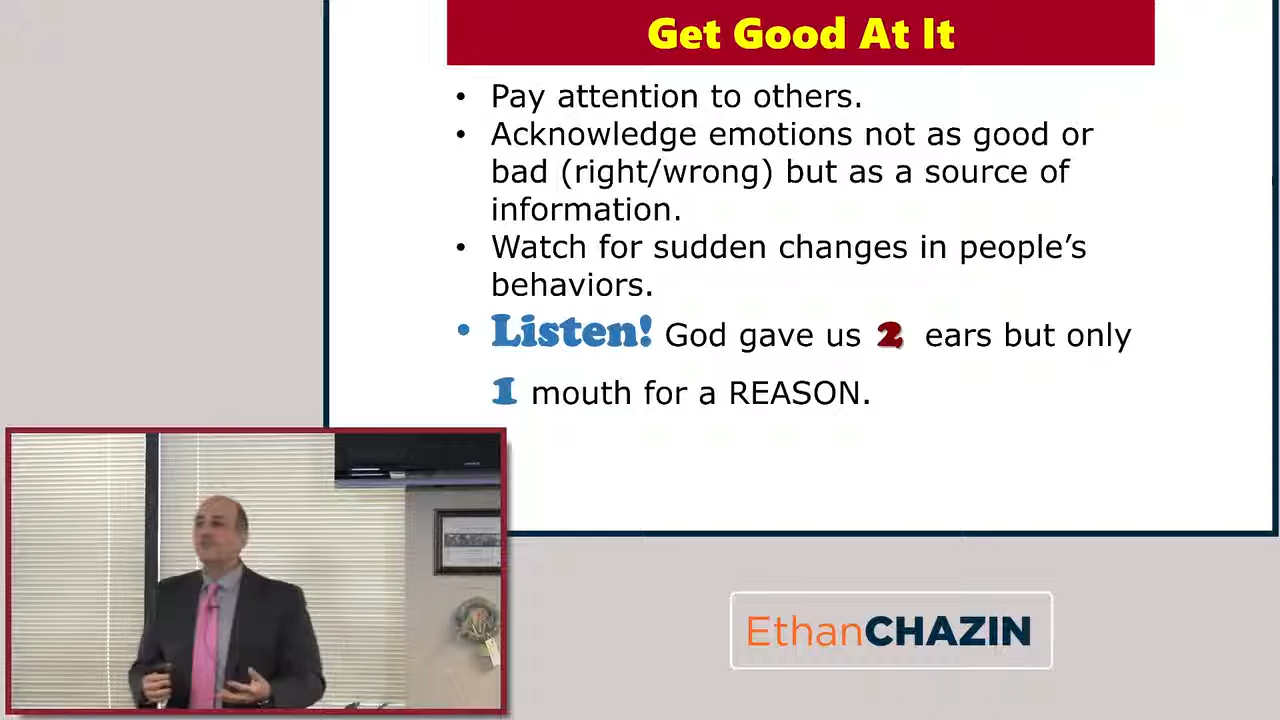 Get Good At It
• Pay attention to others.
• Acknowledge emotions not as good or
bad (right/wrong) but as a source of
information.
• Watch for sudden changes in people’s
behaviors.
• Listen! God gave us 2 ears but only
1 mouth for a REASON.
EthanCHAZIN